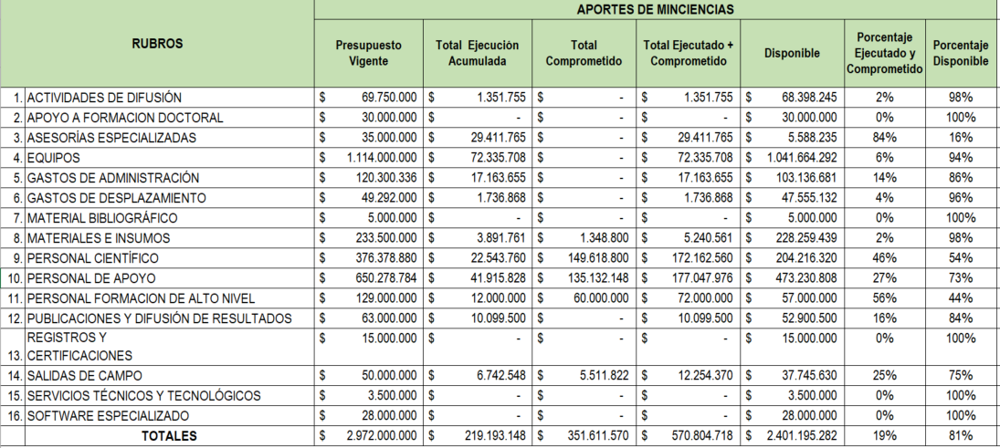 APORTES DE MINCIENCIAS
RUBROS Presupuesto Vigente Total Ejecución Acumulada Total Comprometido Total Ejecutado + Comprometido Disponible Porcentaje Ejecutado y Comprometido Porcentaje Disponible
1. ACTIVIDADES DE DIFUSIÓN $ 69.750.000 $ 1.351.755 $ - $ 1.351.755 $ 68.398.245 2% 98%
2. APOYO A FORMACION DOCTORAL $ 30.000.000 $ - $ - $ - $ 30.000.000 0% 100%
3. ASESORÍAS ESPECIALIZADAS $ 35.000.000 $ 29.411.765 $ - $ 29.411.765 $ 5.588.235 84% 16%
4. EQUIPOS $ 1.114.000.000 $ 72.335.708 $ - $ 72.335.708 $ 1.041.664.292 6% 94%
5. GASTOS DE ADMINISTRACIÓN $ 120.300.336 $ 17.163.655 $ - $ 17.163.655 $ 103.136.681 14% 86%
6. GASTOS DE DESPLAZAMIENTO $ 49.292.000 $ 1.736.868 $ - $ 1.736.868 $ 47.555.132 4% 96%
7. MATERIAL BIBLIOGRÁFICO $ 5.000.000 $ - $ - $ - $ 5.000.000 0% 100%
8. MATERIALES E INSUMOS $ 233.500.000 $ 3.891.761 $ 1.348.800 $ 5.240.561 $ 228.259.439 2% 98%
9. PERSONAL CIENTÍFICO $ 376.378.880 $ 22.543.760 $ 149.618.800 $ 172.162.560 $ 204.216.320 46% 54%
10. PERSONAL DE APOYO $ 650.278.784 $ 41.915.828 $ 135.132.148 $ 177.047.976 $ 473.230.808 27% 73%
11. PERSONAL FORMACION DE ALTO NIVEL $ 129.000.000 $ 12.000.000 $ 60.000.000 $ 72.000.000 $ 57.000.000 56% 44%
12. PUBLICACIONES Y DIFUSIÓN DE RESULTADOS $ 63.000.000 $ 10.099.500 $ - $ 10.099.500 $ 52.900.500 16% 84%
REGISTROS Y $ 15.000.000 $ - $ - $ - $ 15.000.000 0% 100%
13. CERTIFICACIONES
14. SALIDAS DE CAMPO $ 50.000.000 $ 6.742.548 $ 5.511.822 $ 12.254.370 $ 37.745.630 25% 75%
15. SERVICIOS TÉCNICOS Y TECNOLÓGICOS $ 3.500.000 $ - $ - $ - $ 3.500.000 0% 100%
16. SOFTWARE ESPECIALIZADO $ 28.000.000 $ - $ - $ - $ 28.000.000 0% 100%
TOTALES $ 2.972.000.000 $ 219.193.148 $ 351.611.570 $ 570.804.718 $ 2.401.195.282 19% 81%